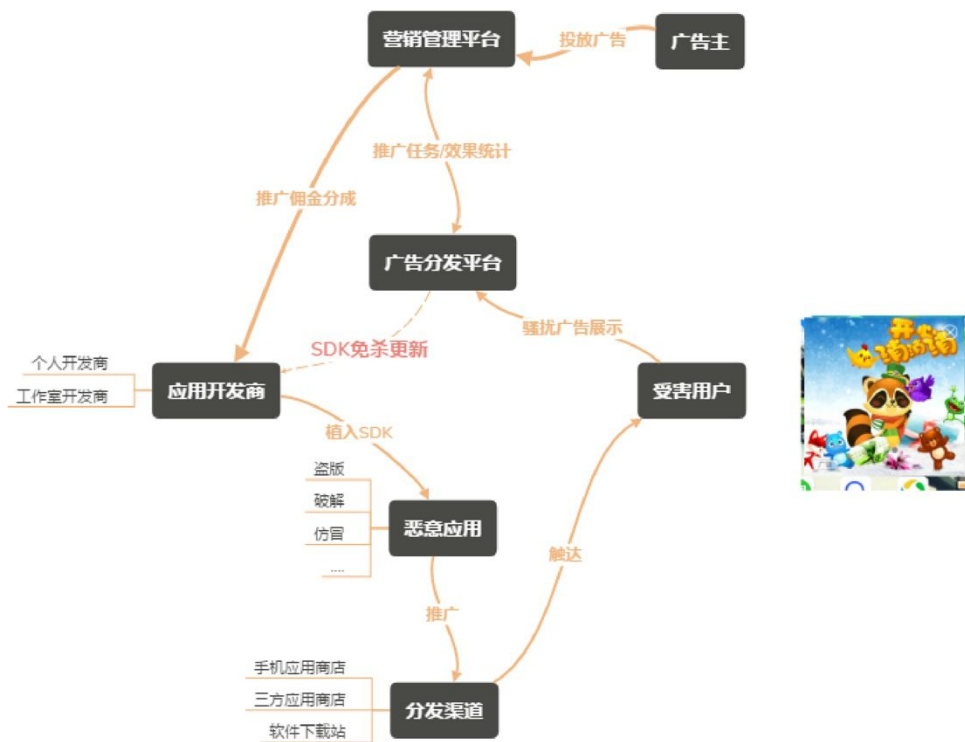 营销管理平台
投放广告
广告主
推广任务/效果统计
推广佣金分成
广告分发平台
骚扰广告展示
SDK免杀更新
个人开发商
工作室开发商
应用开发商
受害用户
植入SDK
盗版
破解
仿冒
....
恶意应用
触达
推广
手机应用商店
三方应用商店
软件下载站
分发渠道